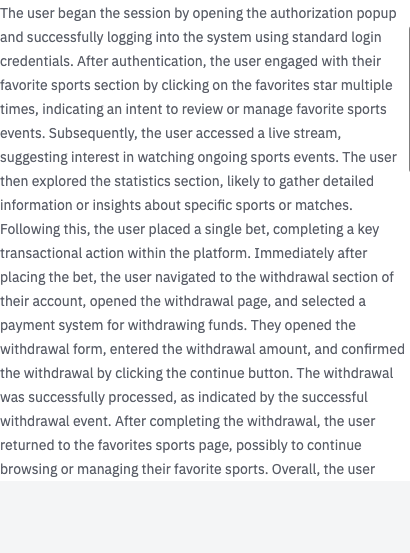 The user began the session by opening the authorization popup
and successfully logging into the system using standard login
credentials. After authentication, the user engaged with their
favorite sports section by clicking on the favorites star multiple
times, indicating an intent to review or manage favorite sports
events. Subsequently, the user accessed a live stream,
suggesting interest in watching ongoing sports events. The user
then explored the statistics section, likely to gather detailed
information or insights about specific sports or matches.
Following this, the user placed a single bet, completing a key
transactional action within the platform. Immediately after
placing the bet, the user navigated to the withdrawal section of
their account, opened the withdrawal page, and selected a
payment system for withdrawing funds. They opened the
withdrawal form, entered the withdrawal amount, and confirmed
the withdrawal by clicking the continue button. The withdrawal
was successfully processed, as indicated by the successful
withdrawal event. After completing the withdrawal, the user
returned to the favorites sports page, possibly to continue
browsing or managing their favorite sports. Overall, the user